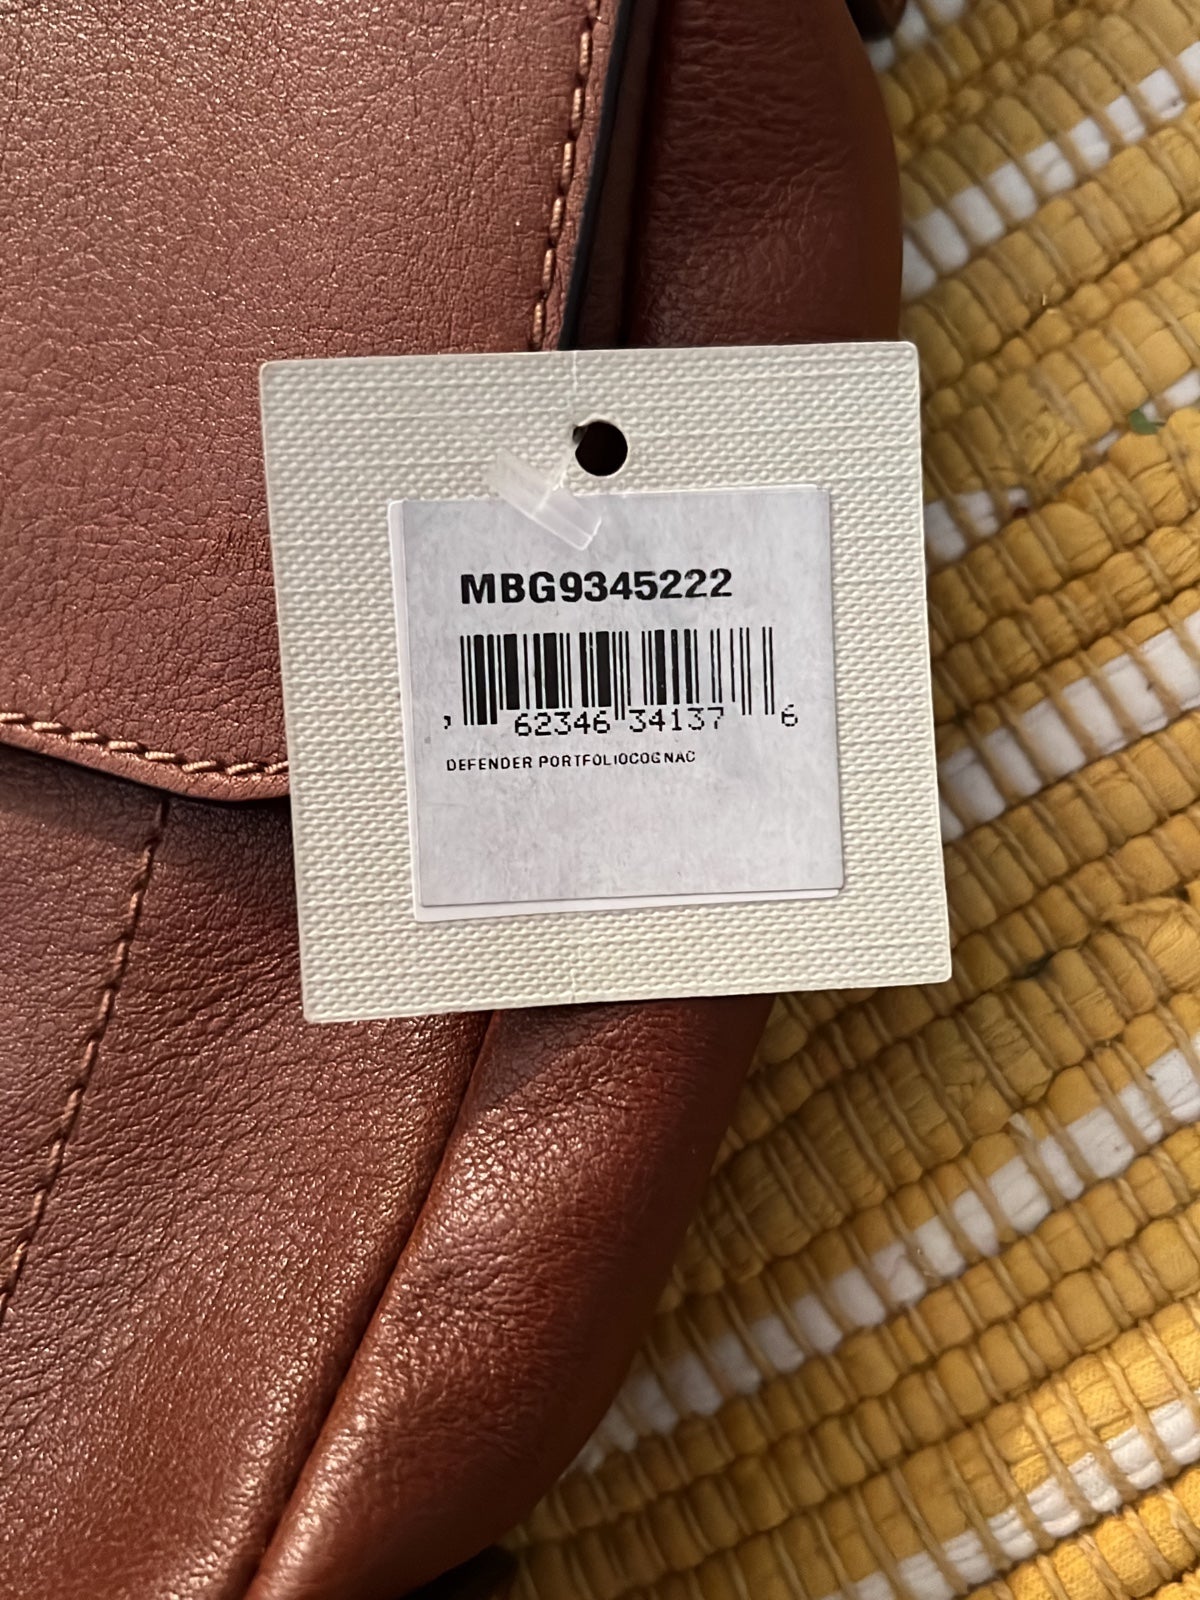 MBG9345222
62346 34137 6
DEFENDER PORTFOLIOCOGNAC